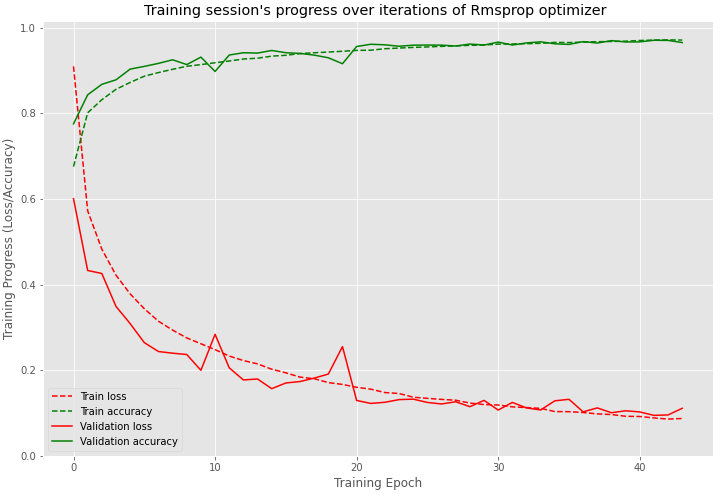 Training session's progress over iterations of Rmsprop optimizer
Training Progress (Loss/Accuracy)
1.0
0.8
0.6
0.4
0.2
0.0
Train loss
Train accuracy
Validation loss
Validation accuracy
0 10 20 30 40
Training Epoch